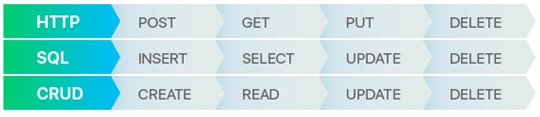 HTTP POST GET PUT DELETE
SQL INSERT SELECT UPDATE DELETE
CRUD CREATE READ UPDATE DELETE